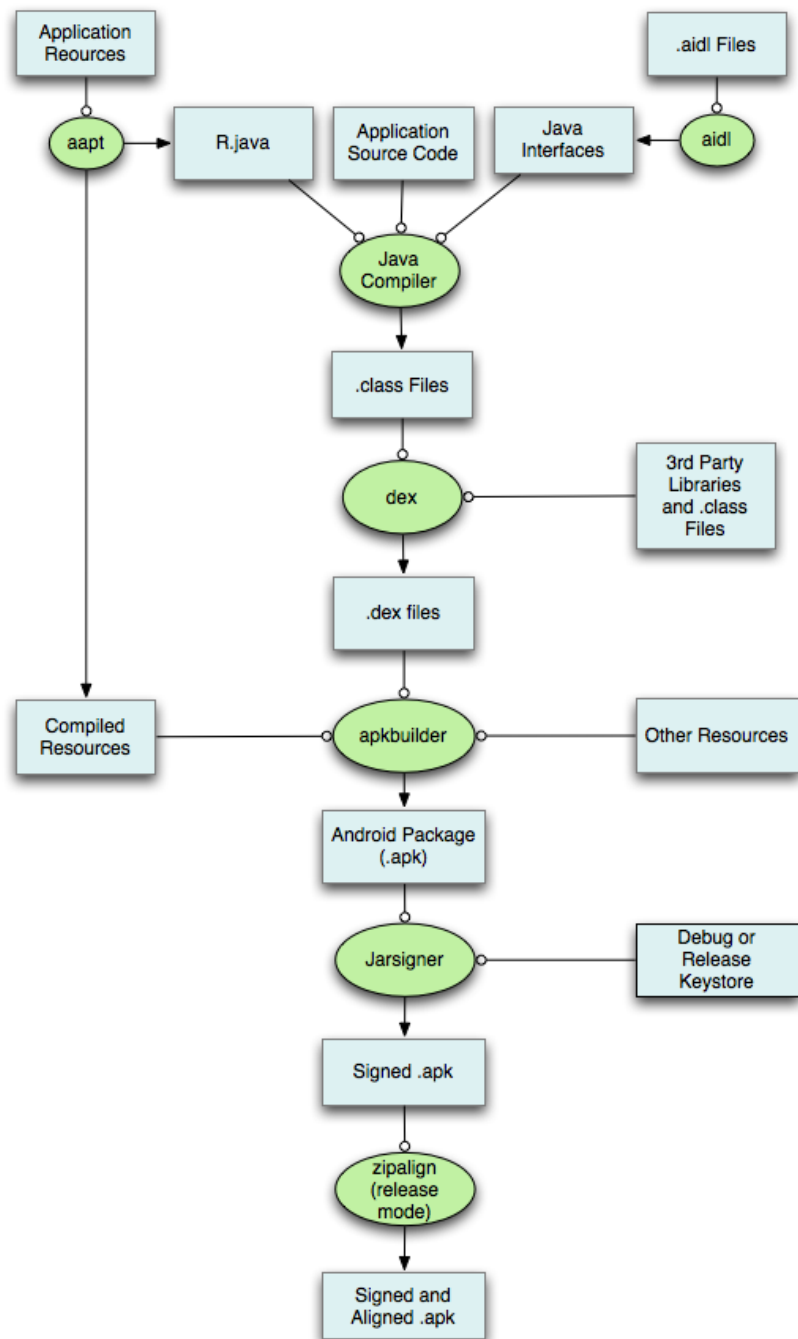 Application
Reources
.aidl Files
aapt
R.java
Application
Source Code
Java
Interfaces
aidl
Java
Compiler
.class Files
dex
3rd Party
Libraries
and .class
Files
.dex files
Compiled
Resources
apkbuilder
Other Resources
Android Package
(.apk)
Jarsigner
Debug or
Release
Keystore
Signed .apk
zipalign
(release
mode)
Signed and
Aligned .apk